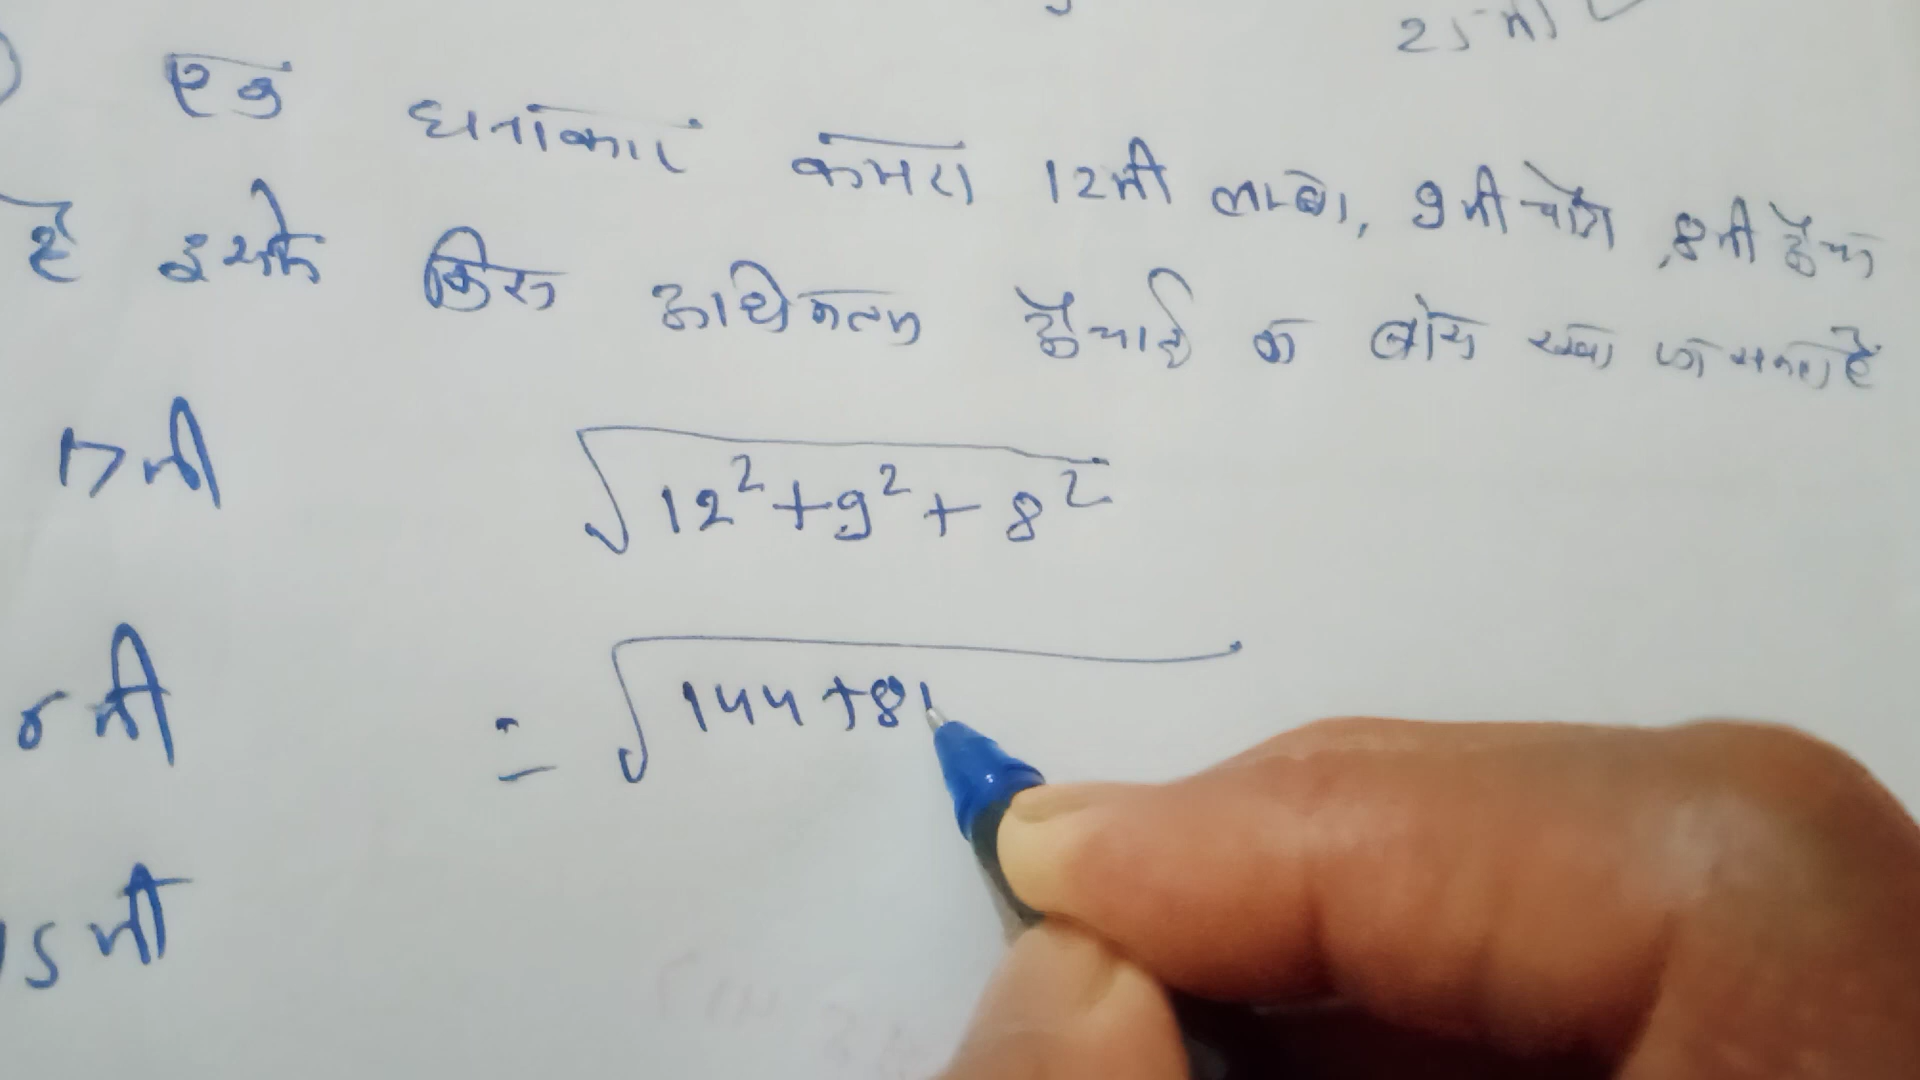 एक घनाकार कमरा 12मी लम्बा, 9मी चौड़ा, 8मी ऊँचा
है इसके किस अधिकतम ऊँचाई का बाँस रखा जा सकता है
17मी
√12²+9²+8²
8मी
= √144+81
15मी